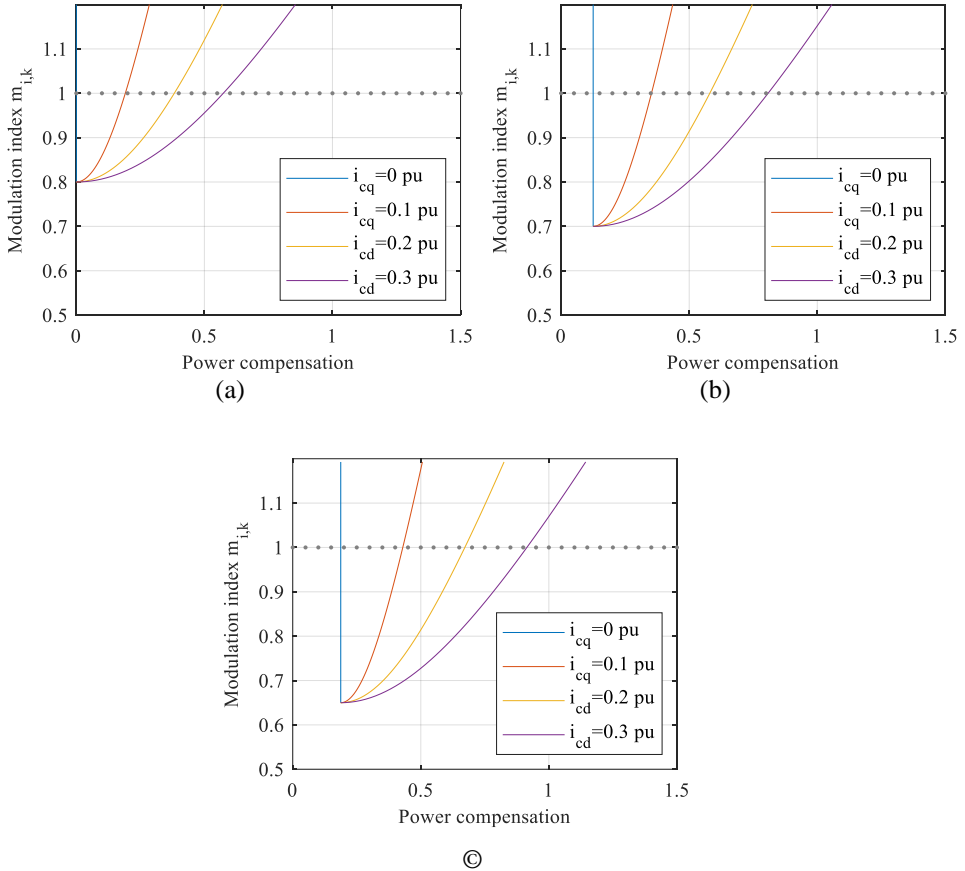 1.1
1
0.9
0.8
0.7
0.6
0.5
Modulation index m_i,k
i_cq=0 pu
i_cq=0.1 pu
i_cd=0.2 pu
i_cd=0.3 pu
0 0.5 1 1.5
Power compensation
(a)
1.1
1
0.9
0.8
0.7
0.6
0.5
Modulation index m_i,k
i_cq=0 pu
i_cq=0.1 pu
i_cd=0.2 pu
i_cd=0.3 pu
0 0.5 1 1.5
Power compensation
(b)
1.1
1
0.9
0.8
0.7
0.6
0.5
Modulation index m_i,k
i_cq=0 pu
i_cq=0.1 pu
i_cd=0.2 pu
i_cd=0.3 pu
0 0.5 1 1.5
Power compensation
©